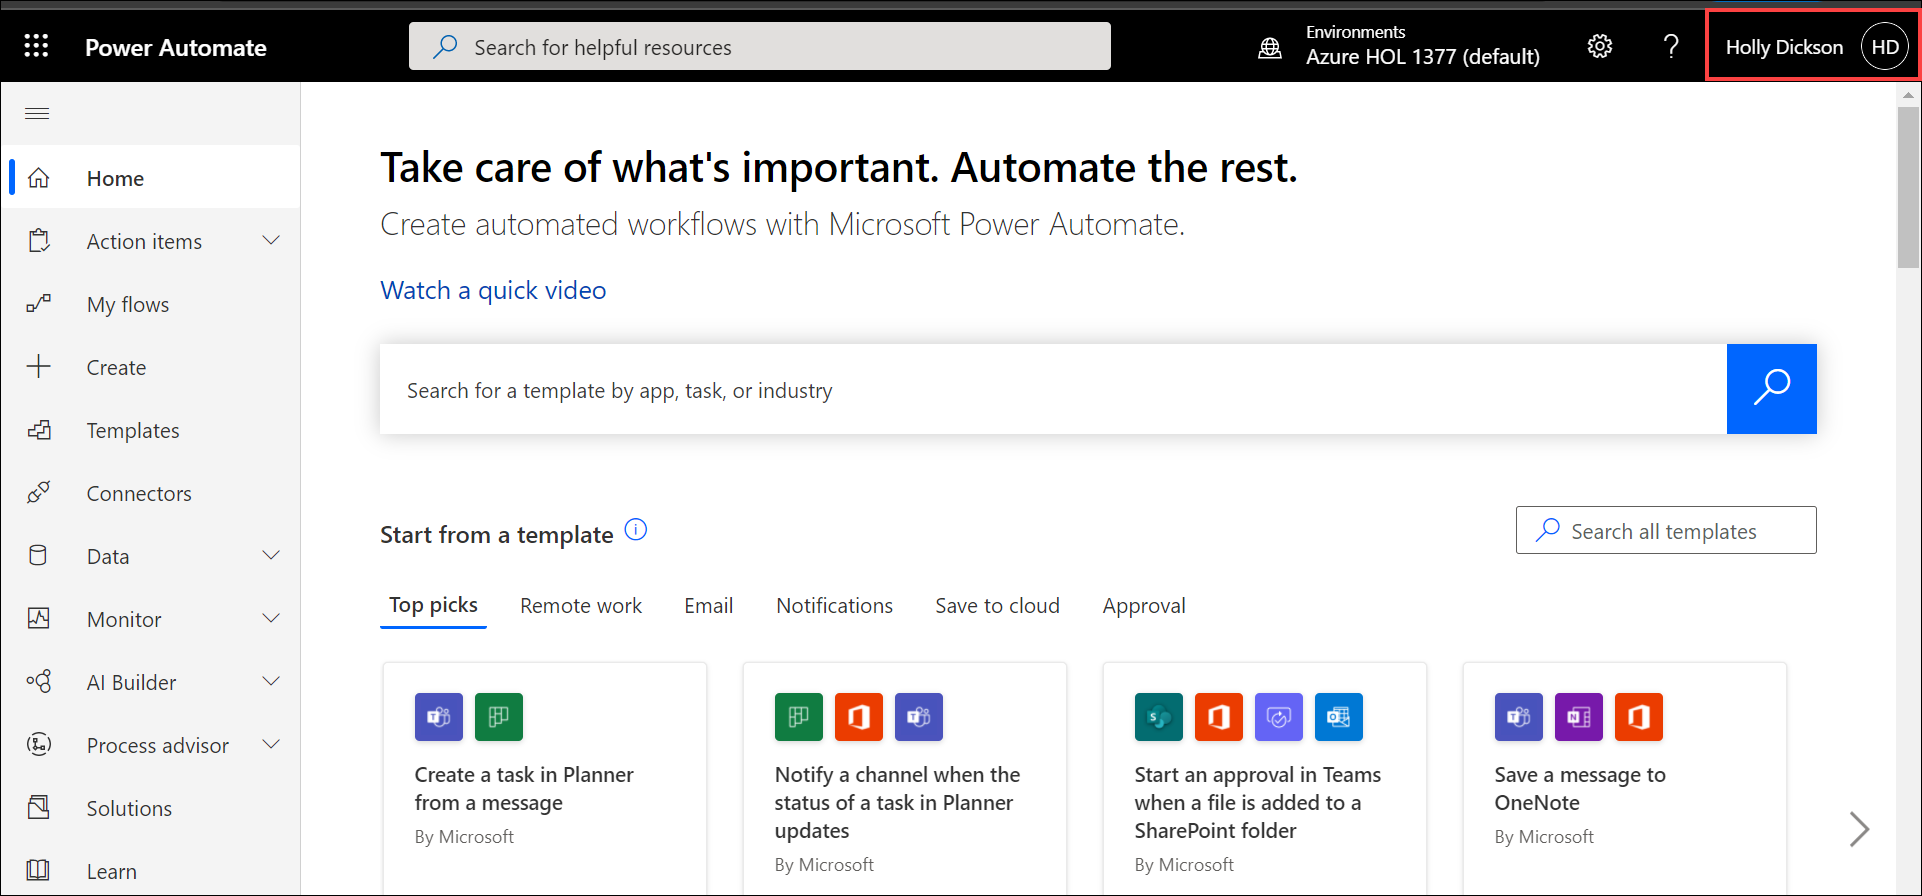 Power Automate
Search for helpful resources
Environments
Azure HOL 1377 (default)
?
Holly Dickson
HD
Home
Action items
My flows
Create
Templates
Connectors
Data
Monitor
AI Builder
Process advisor
Solutions
Learn
Take care of what's important. Automate the rest.
Create automated workflows with Microsoft Power Automate.
Watch a quick video
Search for a template by app, task, or industry
Start from a template
Search all templates
Top picks
Remote work
Email
Notifications
Save to cloud
Approval
Create a task in Planner
from a message
By Microsoft
Notify a channel when the
status of a task in Planner
updates
By Microsoft
Start an approval in Teams
when a file is added to a
SharePoint folder
By Microsoft
Save a message to
OneNote
By Microsoft